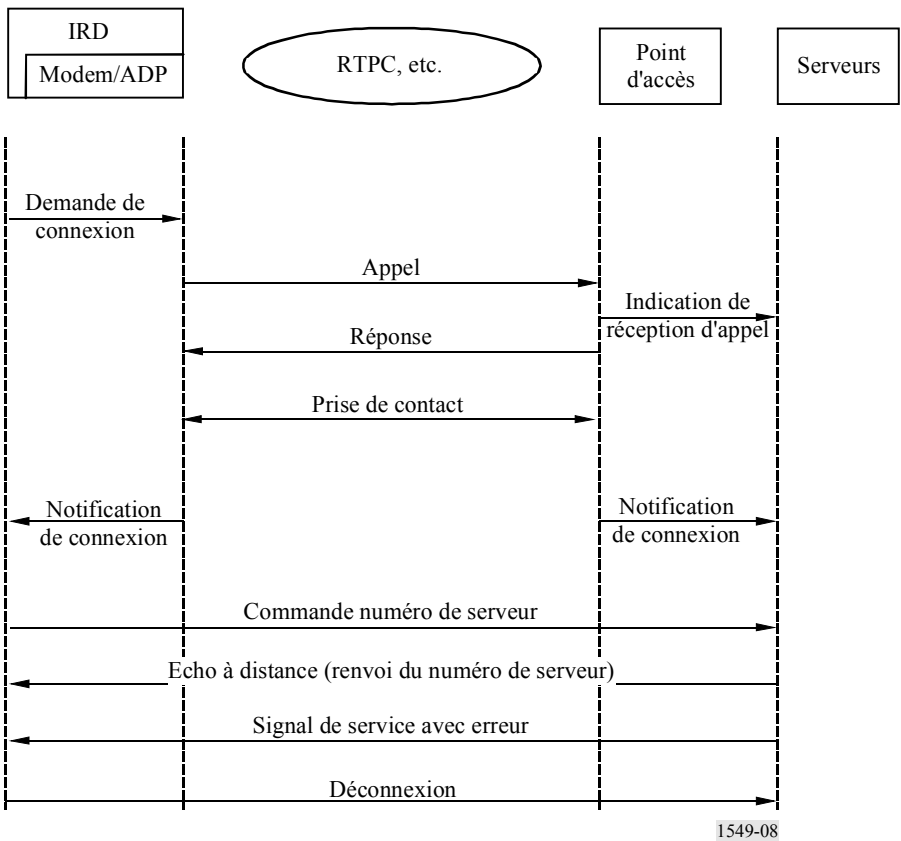 IRD
Modem/ADP
RTPC, etc.
Point
d'accès
Serveurs
Demande de
connexion
Appel
Indication de
réception d'appel
Réponse
Prise de contact
Notification
de connexion
Notification
de connexion
Commande numéro de serveur
Echo à distance (renvoi du numéro de serveur)
Signal de service avec erreur
Déconnexion
1549-08